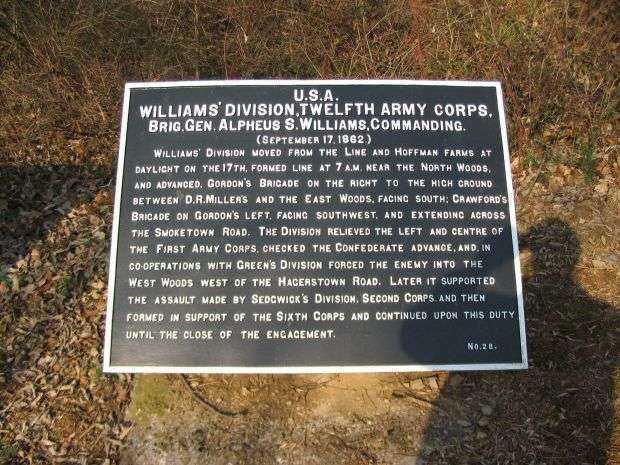 U.S.A.
WILLIAMS' DIVISION, TWELFTH ARMY CORPS,
BRIG. GEN. ALPHEUS S. WILLIAMS, COMMANDING.
(SEPTEMBER 17, 1862.)
WILLIAMS' DIVISION MOVED FROM THE LINE AND HOFFMAN FARMS AT
DAYLIGHT ON THE 17TH, FORMED LINE AT 7 A.M. NEAR THE NORTH WOODS,
AND ADVANCED, GORDON'S BRIGADE ON THE RIGHT TO THE HIGH GROUND
BETWEEN D.R. MILLER'S AND THE EAST WOODS, FACING SOUTH; CRAWFORD'S
BRIGADE ON GORDON'S LEFT, FACING SOUTHWEST, AND EXTENDING ACROSS
THE SMOKETOWN ROAD. THE DIVISION RELIEVED THE LEFT AND CENTRE OF
THE FIRST ARMY CORPS, CHECKED THE CONFEDERATE ADVANCE, AND, IN
CO-OPERATIONS WITH GREEN'S DIVISION FORCED THE ENEMY INTO THE
WEST WOODS WEST OF THE HAGERSTOWN ROAD. LATER IT SUPPORTED
THE ASSAULT MADE BY SEDGWICK'S DIVISION, SECOND CORPS, AND THEN
FORMED IN SUPPORT OF THE SIXTH CORPS AND CONTINUED UPON THIS DUTY
UNTIL THE CLOSE OF THE ENGAGEMENT.
NO. 28.